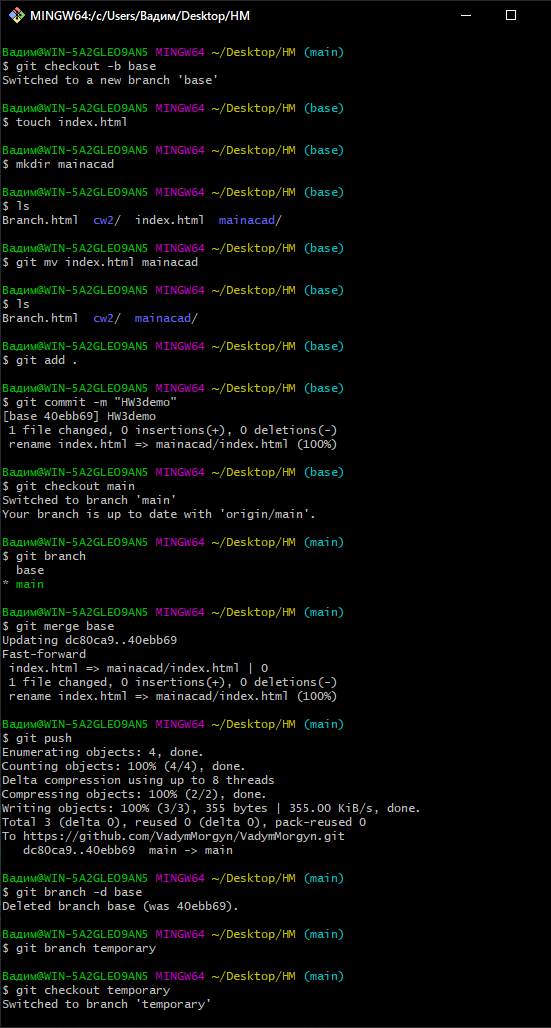 MINGW64:/c/Users/Вадим/Desktop/HM
Вадим@WIN-5A2GLEO9AN5 MINGW64 ~/Desktop/HM (main)
$ git checkout -b base
Switched to a new branch 'base'
Вадим@WIN-5A2GLEO9AN5 MINGW64 ~/Desktop/HM (base)
$ touch index.html
Вадим@WIN-5A2GLEO9AN5 MINGW64 ~/Desktop/HM (base)
$ mkdir mainacad
Вадим@WIN-5A2GLEO9AN5 MINGW64 ~/Desktop/HM (base)
$ ls
Branch.html  cw2/  index.html  mainacad/
Вадим@WIN-5A2GLEO9AN5 MINGW64 ~/Desktop/HM (base)
$ git mv index.html mainacad
Вадим@WIN-5A2GLEO9AN5 MINGW64 ~/Desktop/HM (base)
$ ls
Branch.html  cw2/  mainacad/
Вадим@WIN-5A2GLEO9AN5 MINGW64 ~/Desktop/HM (base)
$ git add .
Вадим@WIN-5A2GLEO9AN5 MINGW64 ~/Desktop/HM (base)
$ git commit -m "HW3demo"
[base 40ebb69] HW3demo
 1 file changed, 0 insertions(+), 0 deletions(-)
 rename index.html => mainacad/index.html (100%)
Вадим@WIN-5A2GLEO9AN5 MINGW64 ~/Desktop/HM (base)
$ git checkout main
Switched to branch 'main'
Your branch is up to date with 'origin/main'.
Вадим@WIN-5A2GLEO9AN5 MINGW64 ~/Desktop/HM (main)
$ git branch
  base
* main
Вадим@WIN-5A2GLEO9AN5 MINGW64 ~/Desktop/HM (main)
$ git merge base
Updating dc80ca9..40ebb69
Fast-forward
 index.html => mainacad/index.html | 0
 1 file changed, 0 insertions(+), 0 deletions(-)
 rename index.html => mainacad/index.html (100%)
Вадим@WIN-5A2GLEO9AN5 MINGW64 ~/Desktop/HM (main)
$ git push
Enumerating objects: 4, done.
Counting objects: 100% (4/4), done.
Delta compression using up to 8 threads
Compressing objects: 100% (2/2), done.
Writing objects: 100% (3/3), 355 bytes | 355.00 KiB/s, done.
Total 3 (delta 0), reused 0 (delta 0), pack-reused 0
To https://github.com/VadymMorgyn/VadymMorgyn.git
   dc80ca9..40ebb69  main -> main
Вадим@WIN-5A2GLEO9AN5 MINGW64 ~/Desktop/HM (main)
$ git branch -d base
Deleted branch base (was 40ebb69).
Вадим@WIN-5A2GLEO9AN5 MINGW64 ~/Desktop/HM (main)
$ git branch temporary
Вадим@WIN-5A2GLEO9AN5 MINGW64 ~/Desktop/HM (main)
$ git checkout temporary
Switched to branch 'temporary'